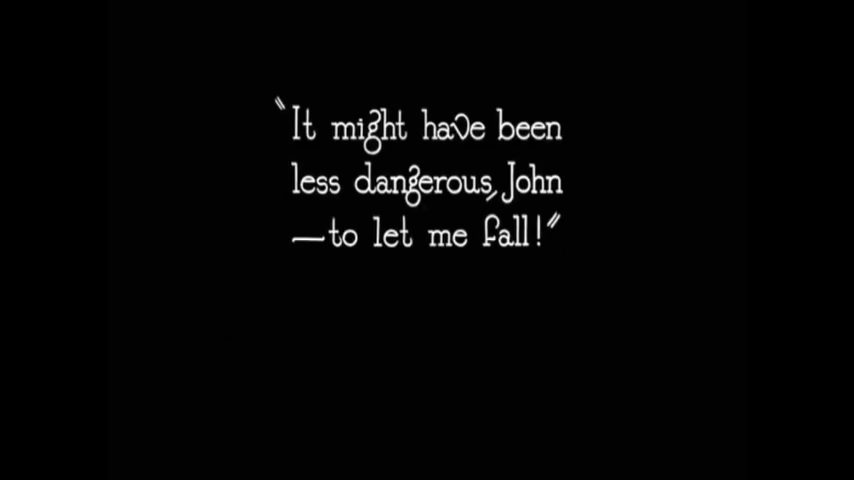 "It might have been
less dangerous, John
—to let me fall!"